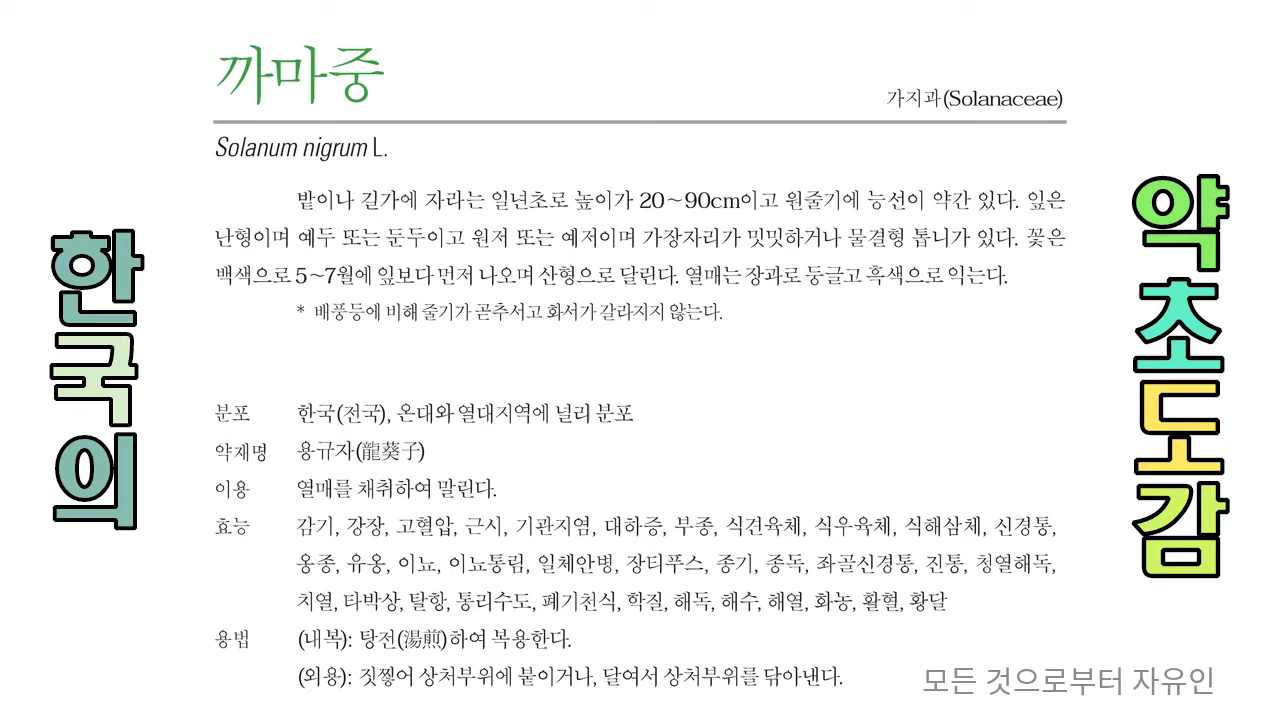 까마중
가지과(Solanaceae)
Solanum nigrum L.
밭이나 길가에 자라는 일년초로 높이가 20~90cm이고 원줄기에 능선이 약간 있다. 잎은
난형이며 예두 또는 둔두이고 원저 또는 예저이며 가장자리가 밋밋하거나 물결형 톱니가 있다. 꽃은
백색으로 5~7월에 잎보다 먼저 나오며 산형으로 달린다. 열매는 장과로 둥글고 흑색으로 익는다.
* 배풍등에 비해 줄기가 곧추서고 화서가 갈라지지 않는다.
분포 한국(전국), 온대와 열대지역에 널리 분포
약재명 용규자(龍葵子)
이용 열매를 채취하여 말린다.
효능 감기, 강장, 고혈압, 근시, 기관지염, 대하증, 부종, 식견육체, 식우육체, 식해삼체, 신경통,
옹종, 유옹, 이뇨, 이뇨통림, 일체안병, 장티푸스, 종기, 종독, 좌골신경통, 진통, 청열해독,
치열, 타박상, 탈항, 통리수도, 폐기천식, 학질, 해독, 해수, 해열, 화농, 활혈, 황달
용법 (내복): 탕전(湯煎)하여 복용한다.
(외용): 짓찧어 상처부위에 붙이거나, 달여서 상처부위를 닦아낸다.
한국의
약초도감
모든 것으로부터 자유인